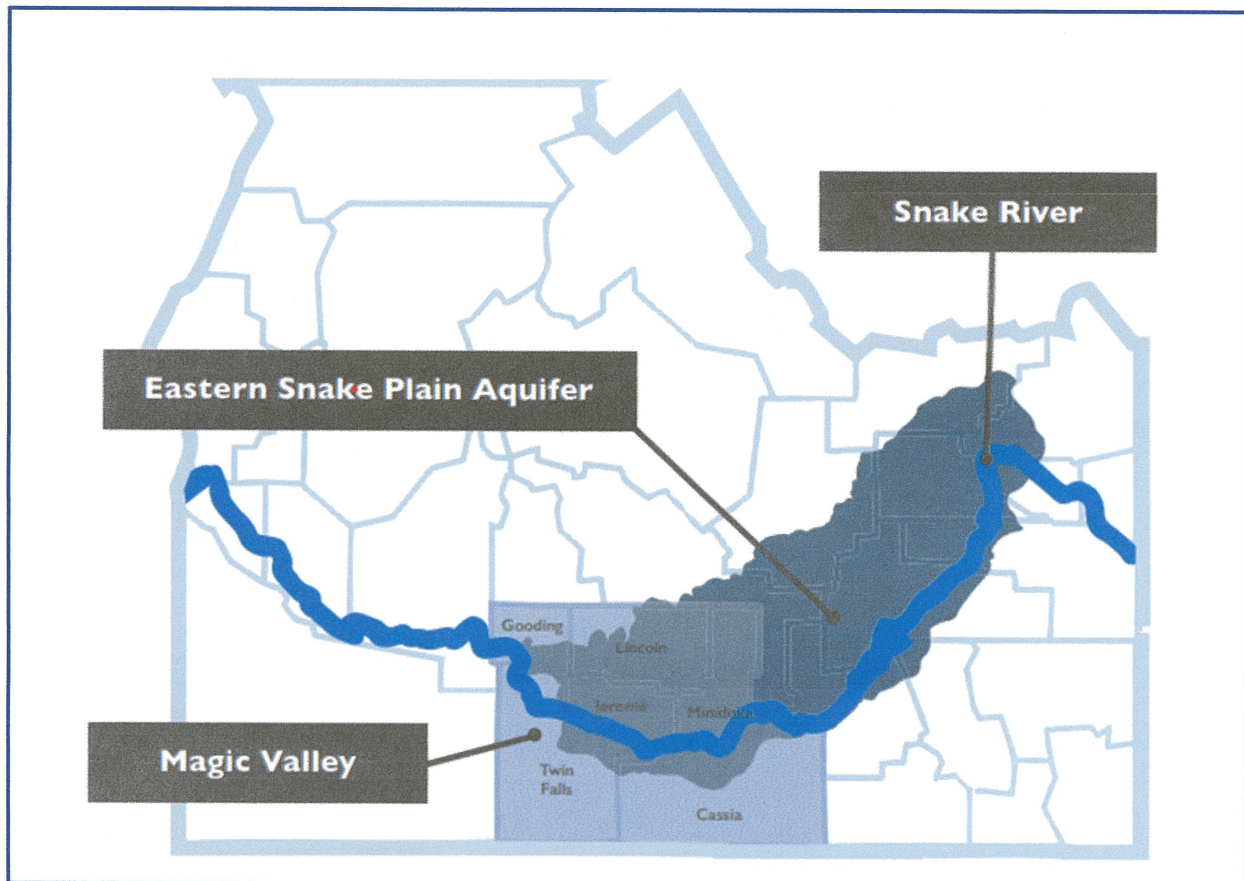 Snake River
Eastern Snake Plain Aquifer
Gooding
Lincoln
Jerome
Minidoka
Magic Valley
Twin
Falls
Cassia